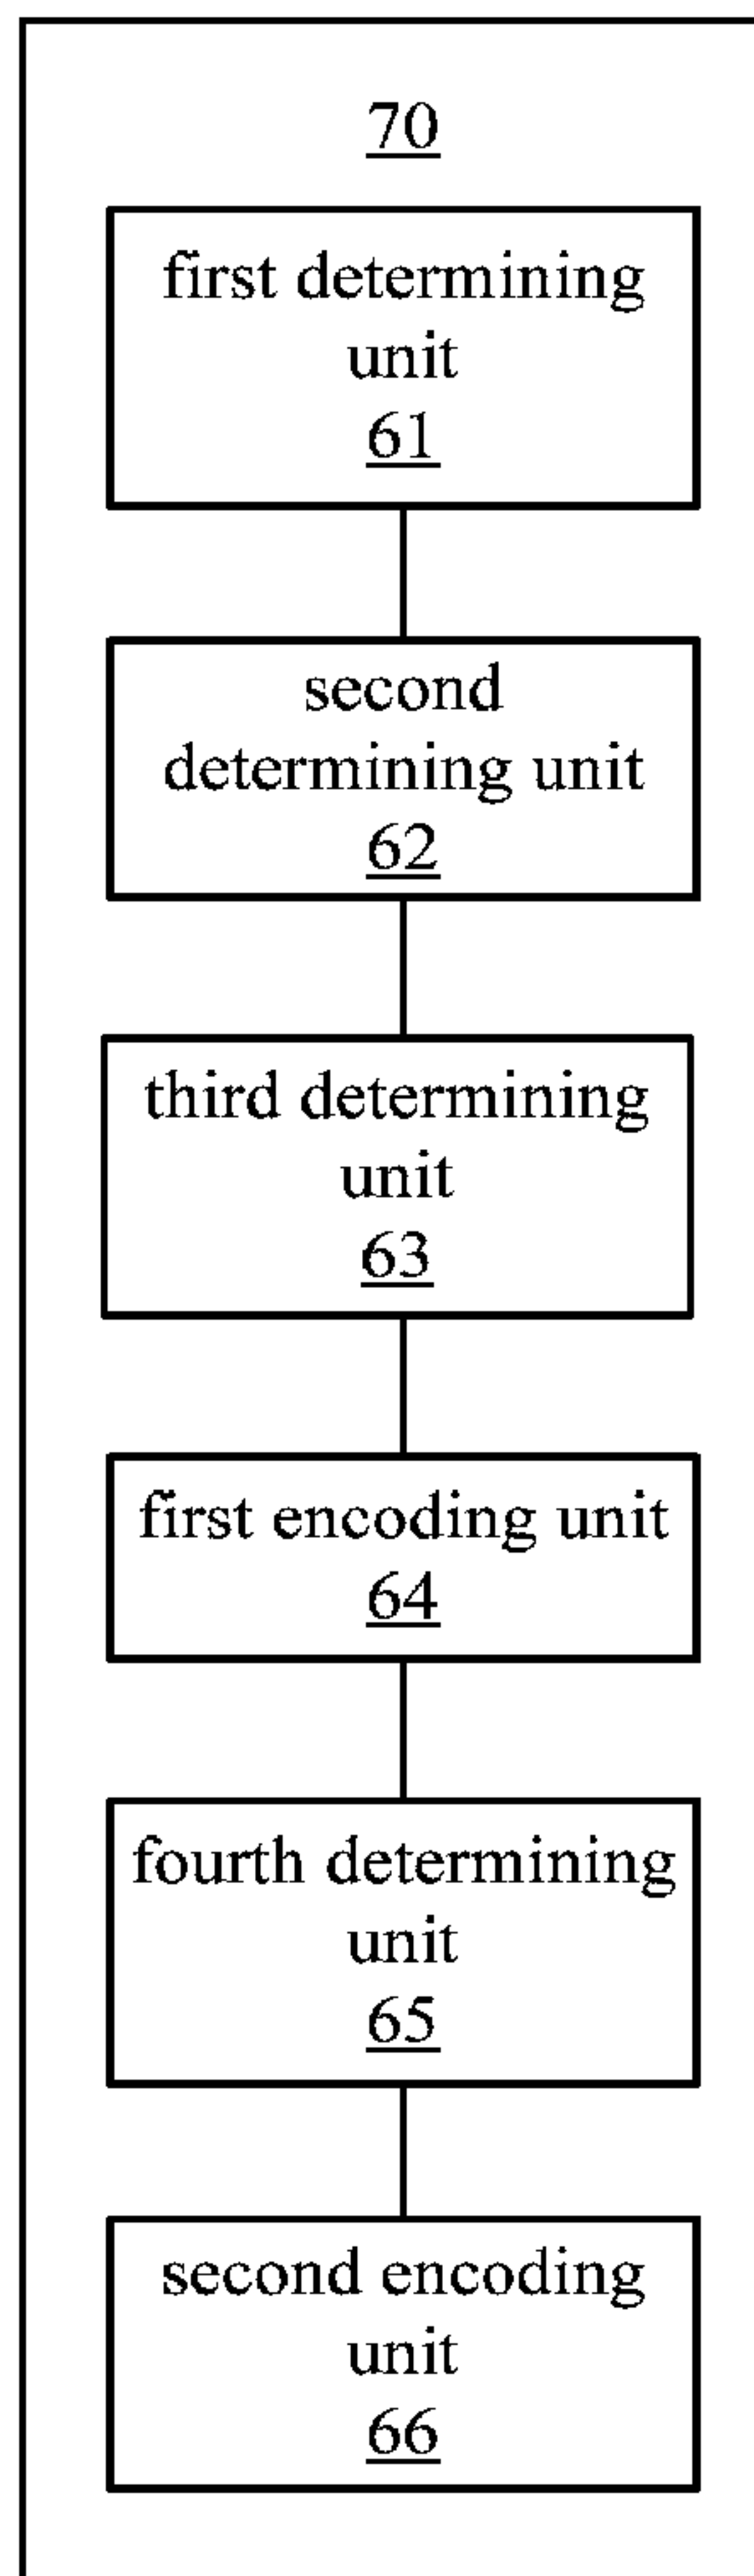 70
first determining
unit
61
second
determining unit
62
third determining
unit
63
first encoding unit
64
fourth determining
unit
65
second encoding
unit
66